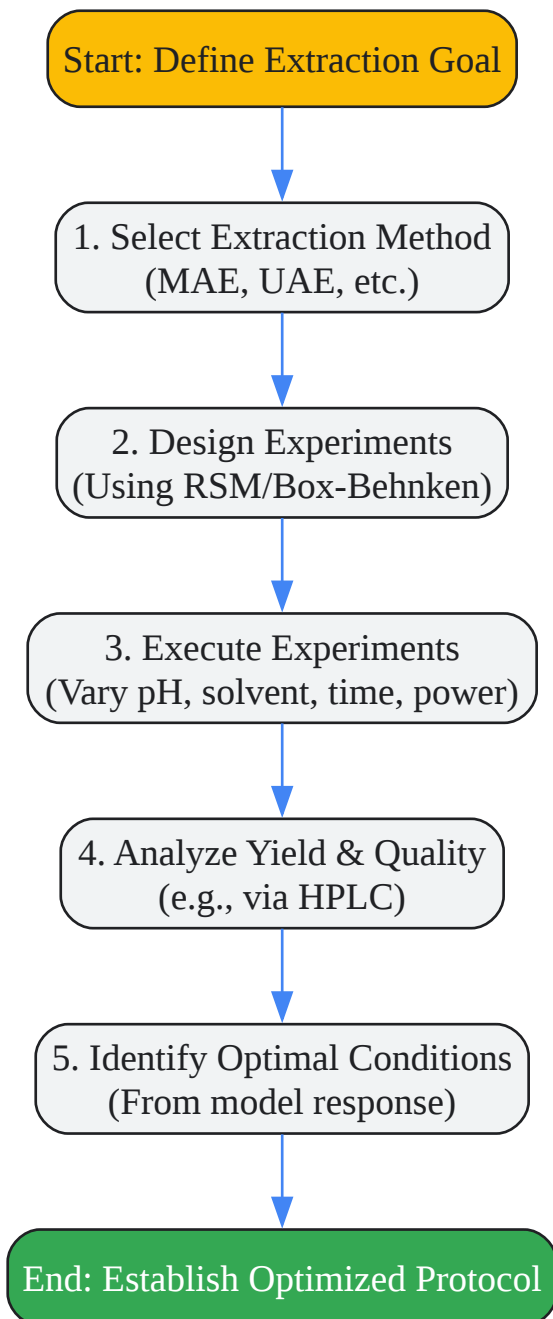 Start: Define Extraction Goal
1. Select Extraction Method
(MAE, UAE, etc.)
2. Design Experiments
(Using RSM/Box-Behnken)
3. Execute Experiments
(Vary pH, solvent, time, power)
4. Analyze Yield & Quality
(e.g., via HPLC)
5. Identify Optimal Conditions
(From model response)
End: Establish Optimized Protocol